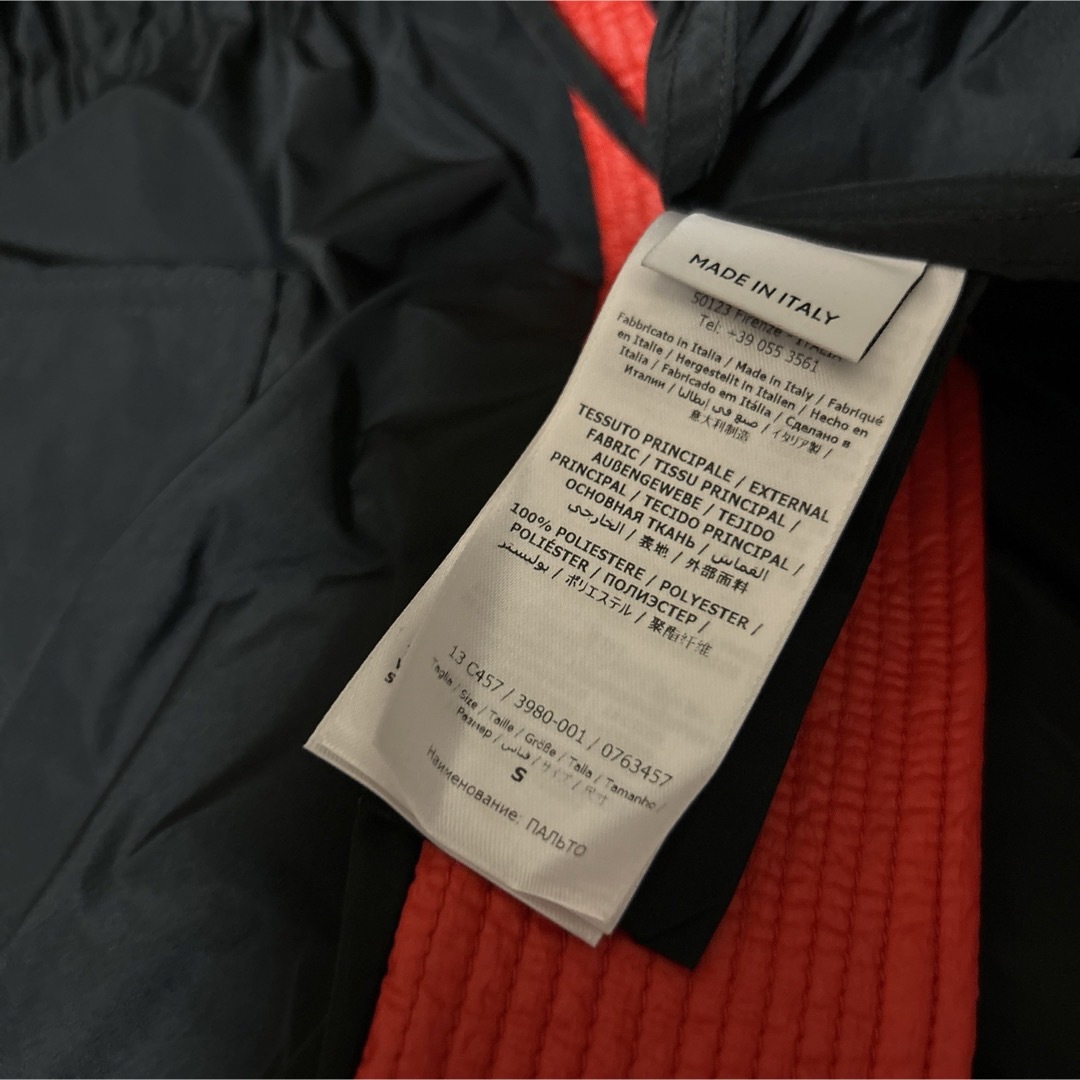 MADE IN ITALY
50123 Firenze - ITALIA
Tel: +39 055 3561
Fabbricato in Italia / Made in Italy / Fabriqué
en Italie / Hergestellt in Italien / Hecho en
Italia / Fabricado em Itália / Сделано в
Италии / صنع في إيطاليا / イタリア製 /
意大利制造
TESSUTO PRINCIPALE / EXTERNAL
FABRIC / TISSU PRINCIPAL /
AUßENGEWEBE / TEJIDO
PRINCIPAL / TECIDO PRINCIPAL /
ОСНОВНАЯ ТКАНЬ / القماش
الخارجي / 表地 / 外部面料
100% POLIESTERE / POLYESTER /
POLIÉSTER / ПОЛИЭСТЕР /
بوليستر / ポリエステル / 聚酯纤维
13 C457 / 3980-001 / 0763457
Taglia / Size / Taille / Größe / Talla / Tamanho /
Размер / قياس / サイズ / 尺寸
S
Наименование: ПАЛЬТО